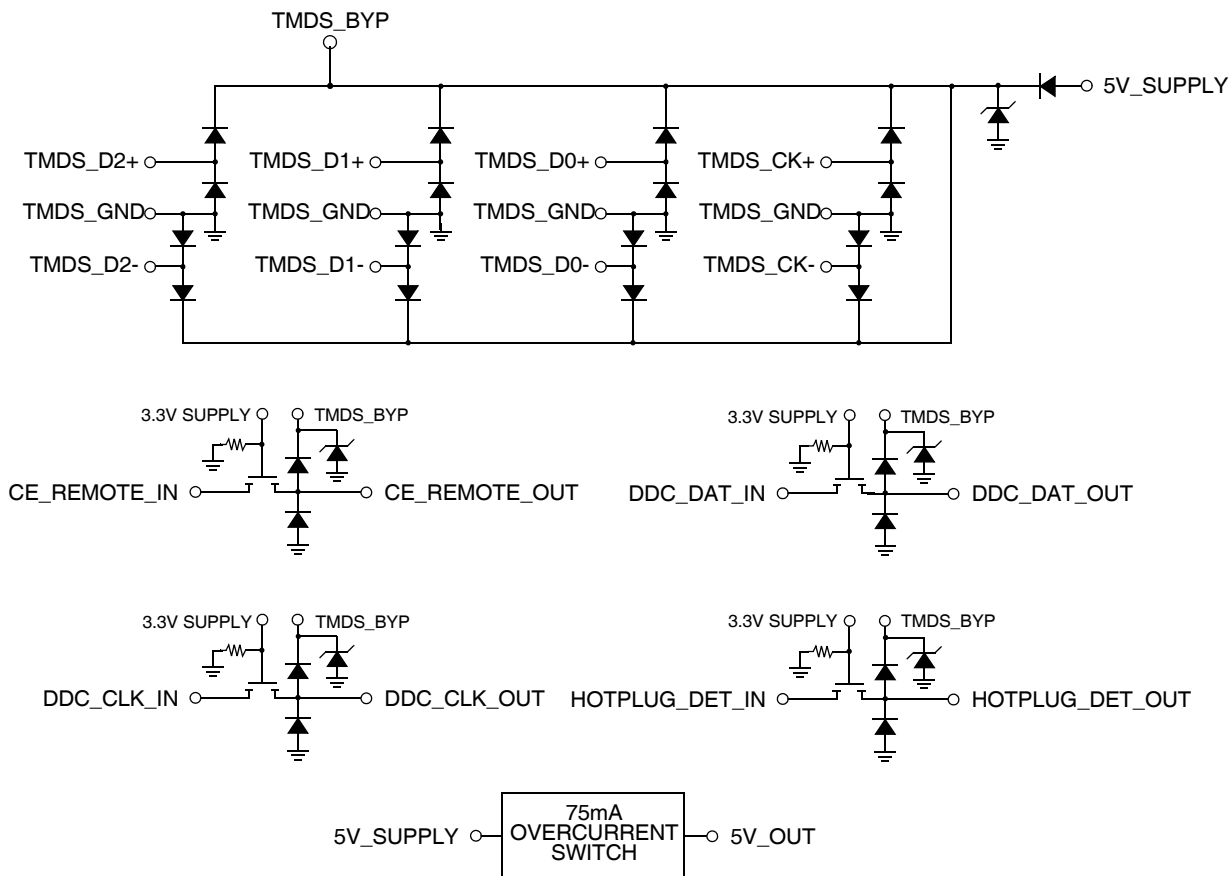 TMDS_BYP
5V_SUPPLY
TMDS_D2+ TMDS_D1+ TMDS_D0+ TMDS_CK+
TMDS_GND TMDS_GND TMDS_GND TMDS_GND
TMDS_D2- TMDS_D1- TMDS_D0- TMDS_CK-
3.3V SUPPLY TMDS_BYP 3.3V SUPPLY TMDS_BYP
CE_REMOTE_IN CE_REMOTE_OUT DDC_DAT_IN DDC_DAT_OUT
3.3V SUPPLY TMDS_BYP 3.3V SUPPLY TMDS_BYP
DDC_CLK_IN DDC_CLK_OUT HOTPLUG_DET_IN HOTPLUG_DET_OUT
75mA
5V_SUPPLY OVERCURRENT 5V_OUT
SWITCH